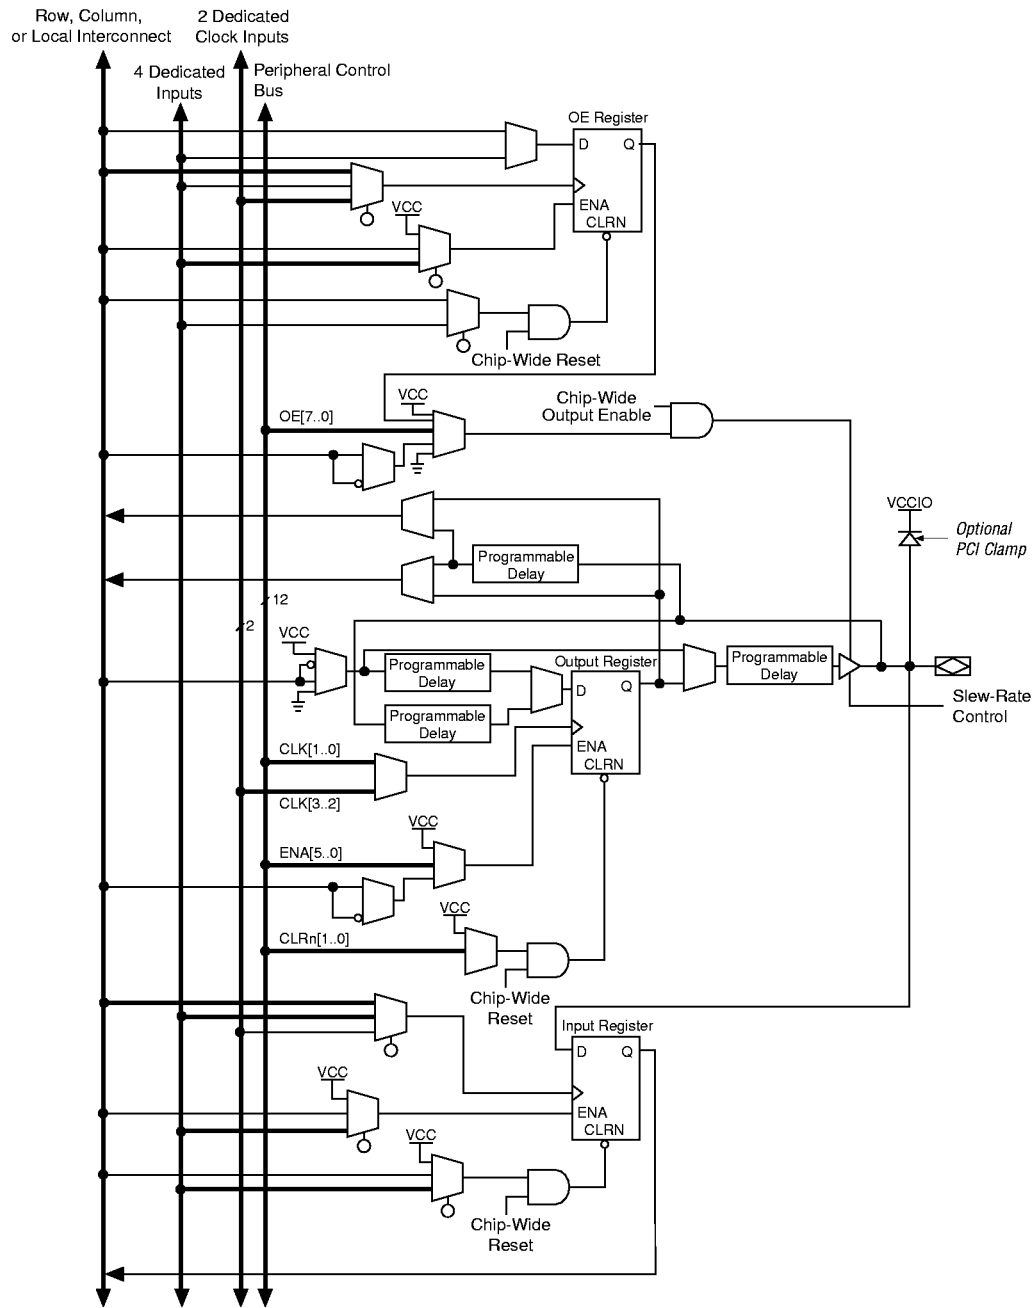 Row, Column,
or Local Interconnect
2 Dedicated
Clock Inputs
4 Dedicated
Inputs
Peripheral Control
Bus
OE Register
D
Q
ENA
CLRN
VCC
Chip-Wide Reset
VCC
OE[7..0]
Chip-Wide
Output Enable
VCCIO
Optional
PCI Clamp
Programmable
Delay
12
2
VCC
Programmable
Delay
Output Register
D
Q
ENA
CLRN
Programmable
Delay
Programmable
Delay
Slew-Rate
Control
CLK[1..0]
CLK[3..2]
VCC
ENA[5..0]
VCC
CLRn[1..0]
Chip-Wide
Reset
Input Register
D
Q
ENA
CLRN
VCC
VCC
Chip-Wide
Reset